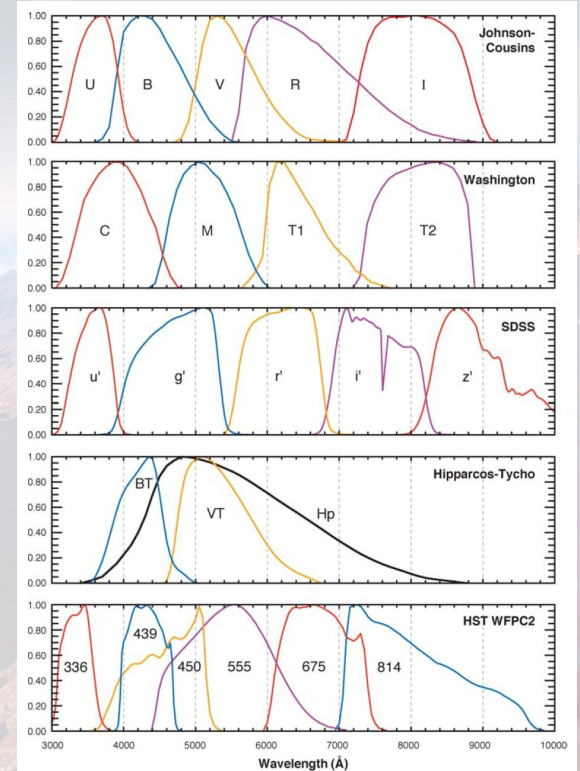 1.00
0.80
0.60
0.40
0.20
0.00
Johnson-
Cousins
U B V R I
1.00
0.80
0.60
0.40
0.20
0.00
Washington
C M T1 T2
1.00
0.80
0.60
0.40
0.20
0.00
SDSS
u' g' r' i' z'
1.00
0.80
0.60
0.40
0.20
0.00
Hipparcos-Tycho
BT
VT Hp
1.00
0.80
0.60
0.40
0.20
0.00
HST WFPC2
439
336 450 555 675 814
3000 4000 5000 6000 7000 8000 9000 10000
Wavelength (Å)